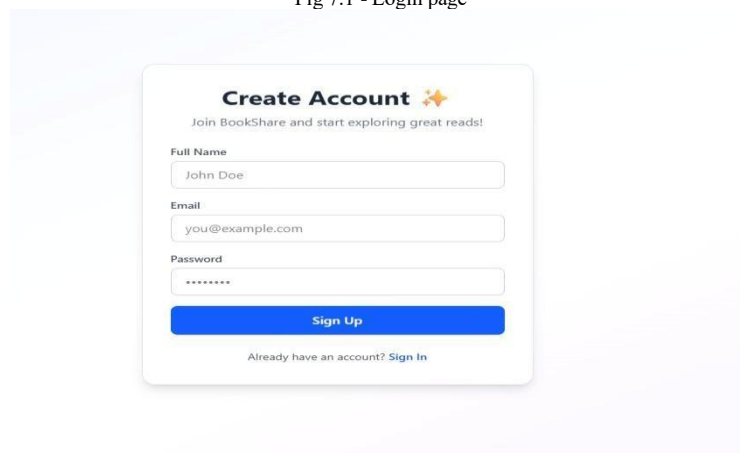 Fig 7.1 - Login page
Create Account ✨
Join BookShare and start exploring great reads!
Full Name
John Doe
Email
you@example.com
Password
••••••••
Sign Up
Already have an account? Sign In